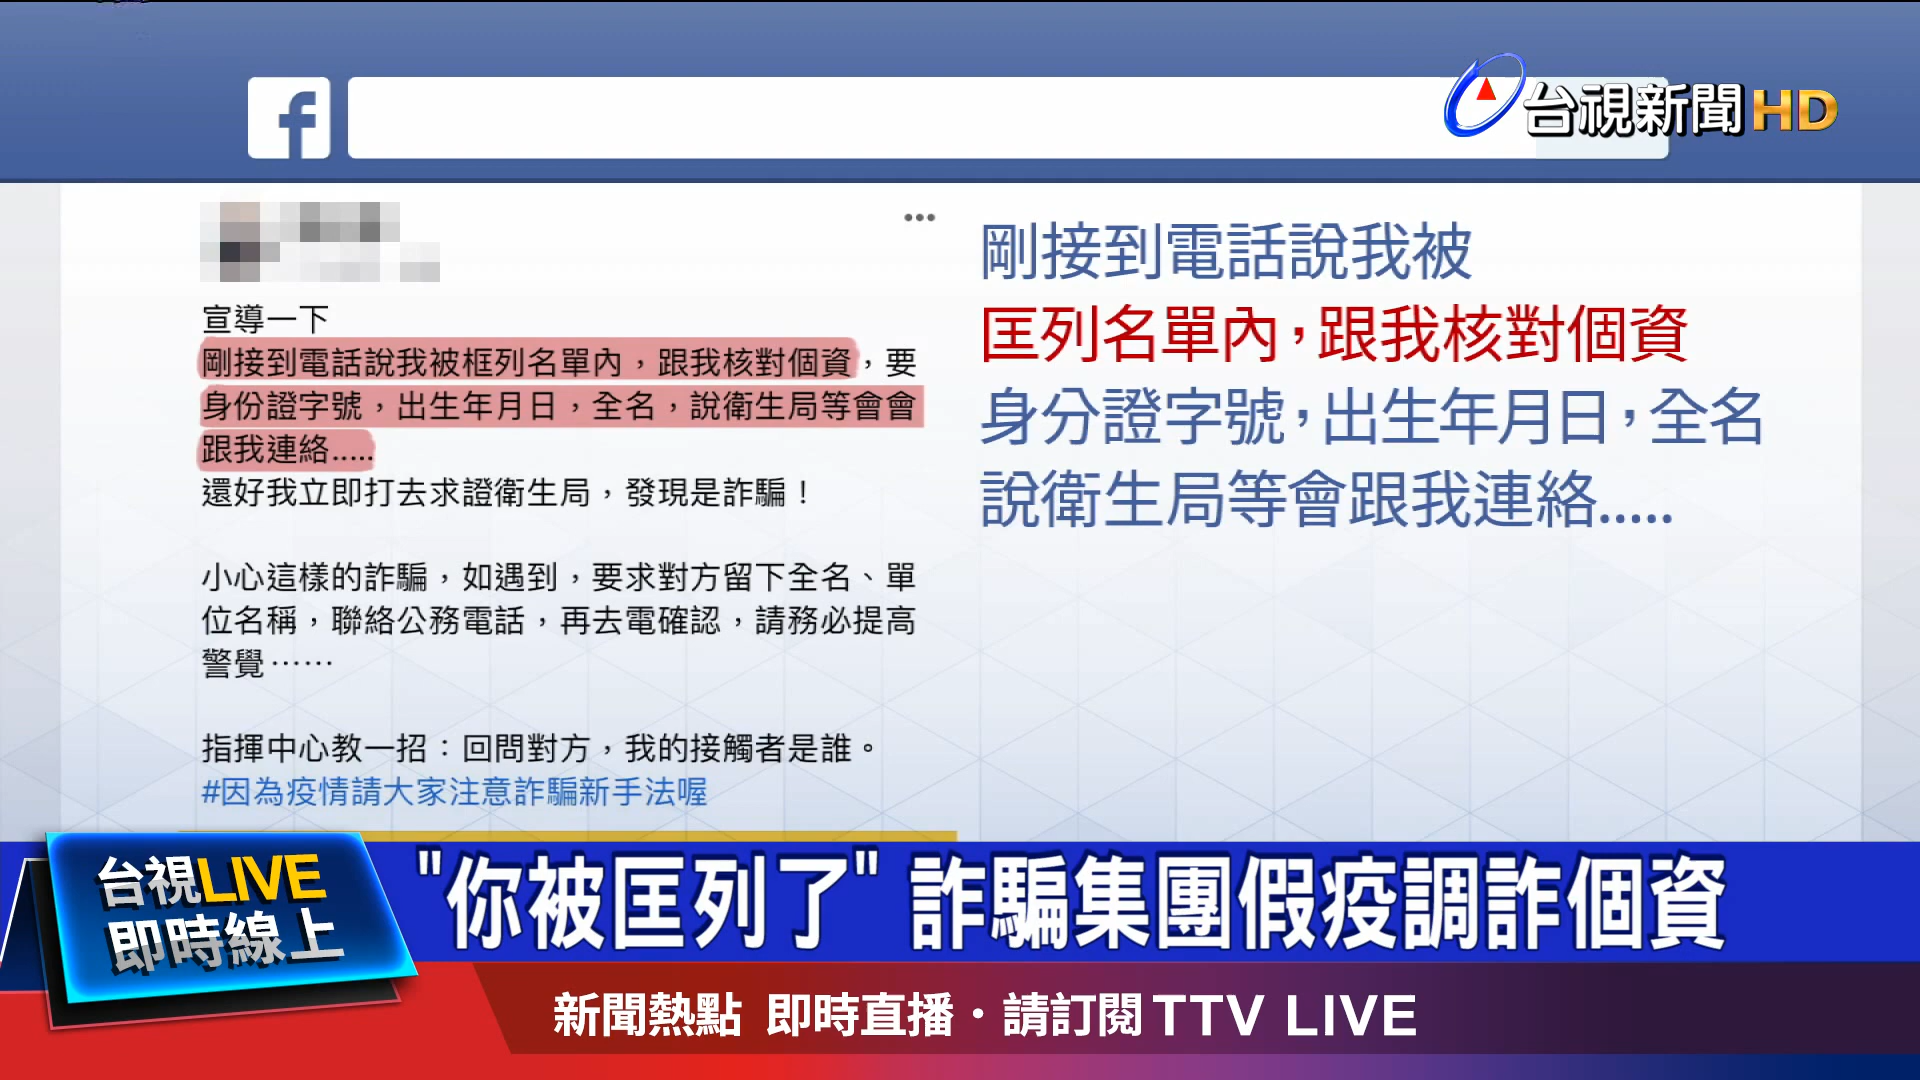 台視新聞HD
宣導一下
剛接到電話說我被框列名單內，跟我核對個資，要
身份證字號，出生年月日，全名，說衛生局等會會
跟我連絡.....
還好我立即打去求證衛生局，發現是詐騙！
小心這樣的詐騙，如遇到，要求對方留下全名、單
位名稱，聯絡公務電話，再去電確認，請務必提高
警覺……
指揮中心教一招：回問對方，我的接觸者是誰。
#因為疫情請大家注意詐騙新手法喔
剛接到電話說我被
匡列名單內，跟我核對個資
身分證字號，出生年月日，全名
說衛生局等會跟我連絡.....
台視LIVE
即時線上
"你被匡列了" 詐騙集團假疫調詐個資
新聞熱點 即時直播・請訂閱TTV LIVE